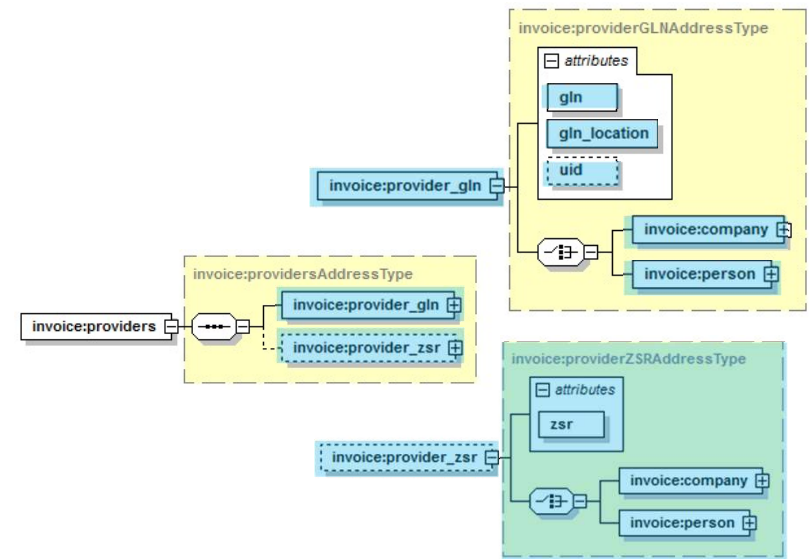 invoice:providerGLNAddressType
attributes
gln
gln_location
uid
invoice:provider_gln
invoice:company
invoice:person
invoice:providersAddressType
invoice:provider_gln
invoice:providers
invoice:provider_zsr
invoice:providerZSRAddressType
attributes
zsr
invoice:provider_zsr
invoice:company
invoice:person